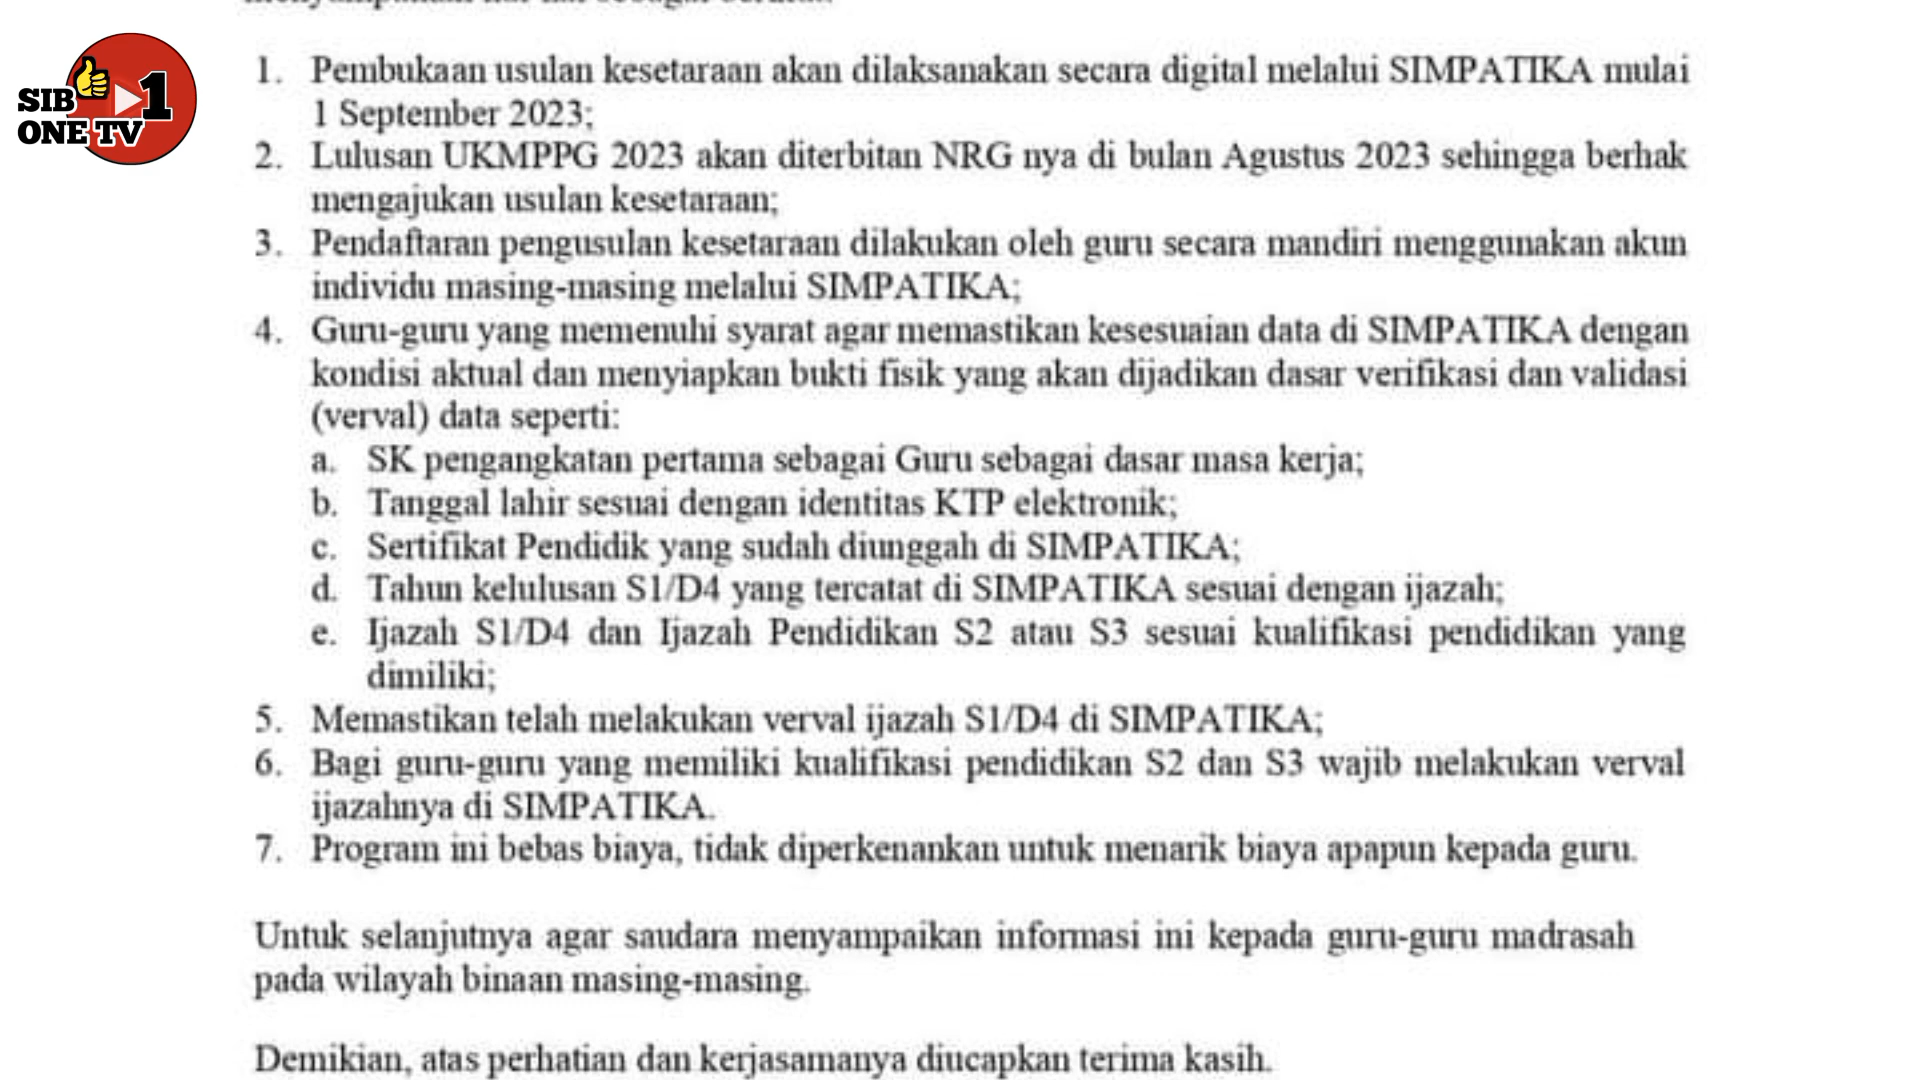 SIB 1
ONE TV
1. Pembukaan usulan kesetaraan akan dilaksanakan secara digital melalui SIMPATIKA mulai
1 September 2023;
2. Lulusan UKMPPG 2023 akan diterbitan NRG nya di bulan Agustus 2023 sehingga berhak
mengajukan usulan kesetaraan;
3. Pendaftaran pengusulan kesetaraan dilakukan oleh guru secara mandiri menggunakan akun
individu masing-masing melalui SIMPATIKA;
4. Guru-guru yang memenuhi syarat agar memastikan kesesuaian data di SIMPATIKA dengan
kondisi aktual dan menyiapkan bukti fisik yang akan dijadikan dasar verifikasi dan validasi
(verval) data seperti:
a. SK pengangkatan pertama sebagai Guru sebagai dasar masa kerja;
b. Tanggal lahir sesuai dengan identitas KTP elektronik;
c. Sertifikat Pendidik yang sudah diunggah di SIMPATIKA;
d. Tahun kelulusan S1/D4 yang tercatat di SIMPATIKA sesuai dengan ijazah;
e. Ijazah S1/D4 dan Ijazah Pendidikan S2 atau S3 sesuai kualifikasi pendidikan yang
dimiliki;
5. Memastikan telah melakukan verval ijazah S1/D4 di SIMPATIKA;
6. Bagi guru-guru yang memiliki kualifikasi pendidikan S2 dan S3 wajib melakukan verval
ijazahnya di SIMPATIKA.
7. Program ini bebas biaya, tidak diperkenankan untuk menarik biaya apapun kepada guru.
Untuk selanjutnya agar saudara menyampaikan informasi ini kepada guru-guru madrasah
pada wilayah binaan masing-masing.
Demikian, atas perhatian dan kerjasamanya diucapkan terima kasih.